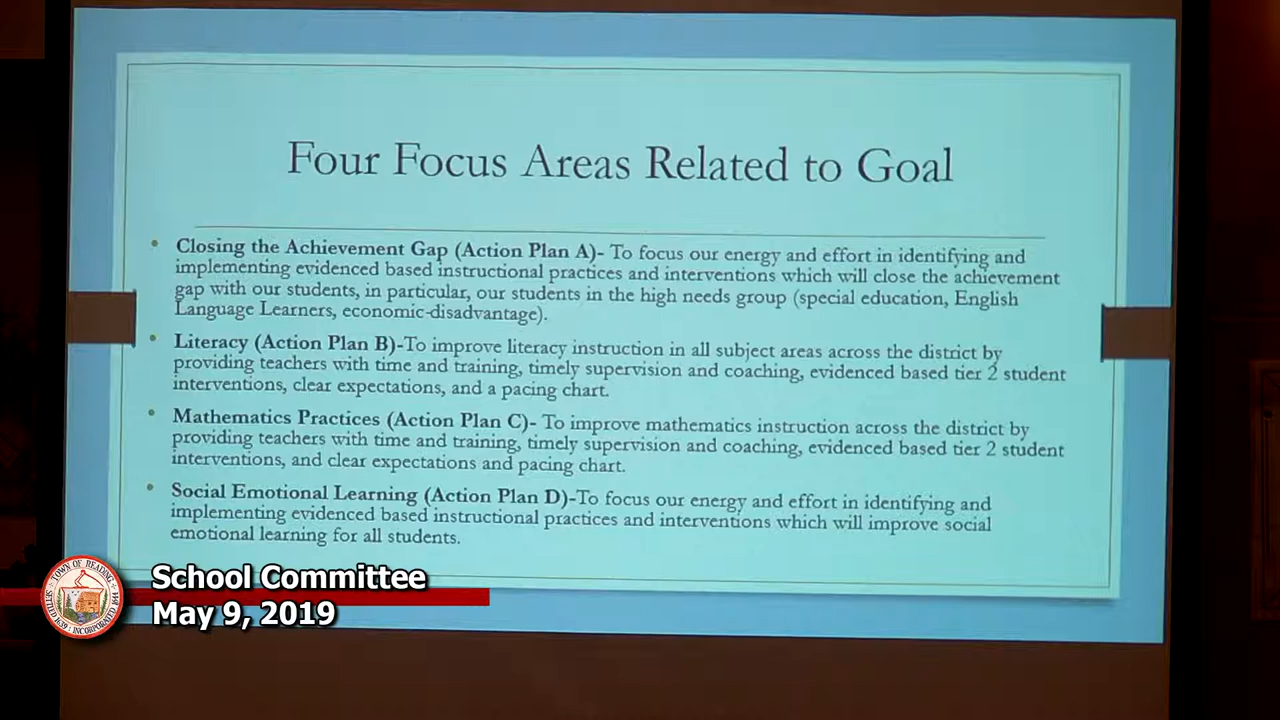 Four Focus Areas Related to Goal
• Closing the Achievement Gap (Action Plan A)- To focus our energy and effort in identifying and
implementing evidenced based instructional practices and interventions which will close the achievement
gap with our students, in particular, our students in the high needs group (special education, English
Language Learners, economic-disadvantage).
• Literacy (Action Plan B)-To improve literacy instruction in all subject areas across the district by
providing teachers with time and training, timely supervision and coaching, evidenced based tier 2 student
interventions, clear expectations, and a pacing chart.
• Mathematics Practices (Action Plan C)- To improve mathematics instruction across the district by
providing teachers with time and training, timely supervision and coaching, evidenced based tier 2 student
interventions, and clear expectations and pacing chart.
• Social Emotional Learning (Action Plan D)-To focus our energy and effort in identifying and
implementing evidenced based instructional practices and interventions which will improve social
emotional learning for all students.
School Committee
May 9, 2019
TOWN OF READING
SETTLED 1639 INCORPORATED 1644